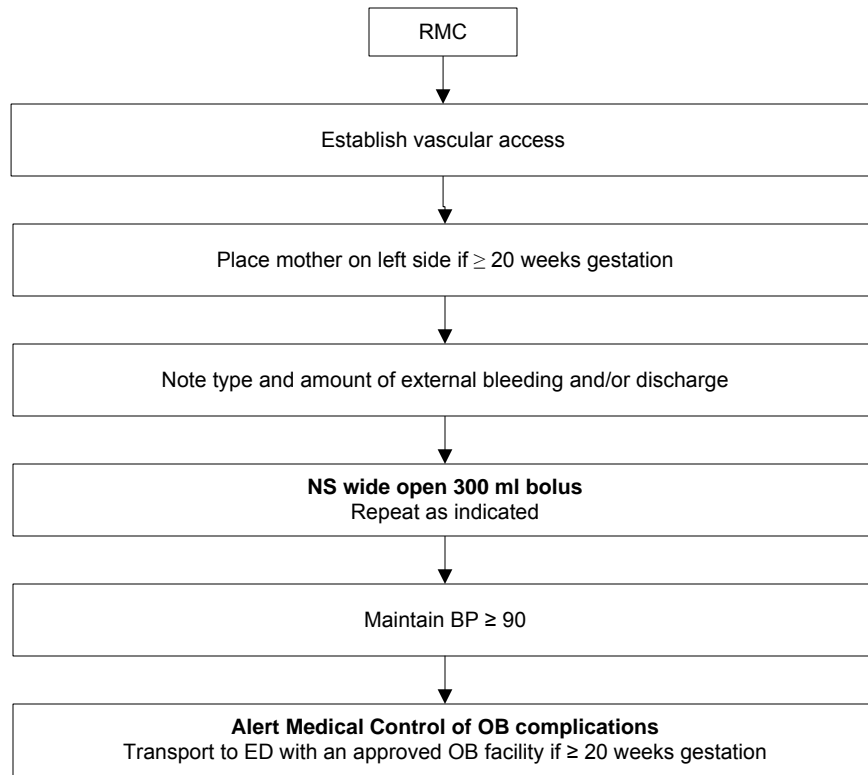 RMC
Establish vascular access
Place mother on left side if ≥ 20 weeks gestation
Note type and amount of external bleeding and/or discharge
NS wide open 300 ml bolus
Repeat as indicated
Maintain BP ≥ 90
Alert Medical Control of OB complications
Transport to ED with an approved OB facility if ≥ 20 weeks gestation